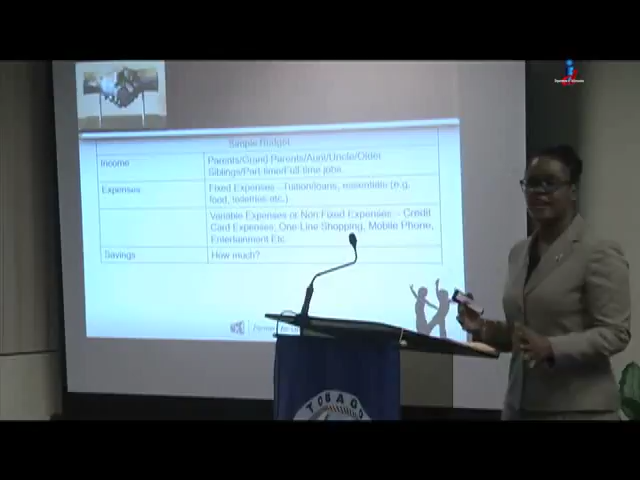 Simple Budget
Income
Parents/Grand Parents/Aunt/Uncle/Older
Siblings/Part-time/Full time jobs.
Expenses
Fixed Expenses –Tuition/loans, essentials (e.g.
food, toiletries etc.)
Variable Expenses or Non Fixed Expenses – Credit
Card Expenses, One-Line Shopping, Mobile Phone,
Entertainment Etc.
Savings
How much?
TOBAGO